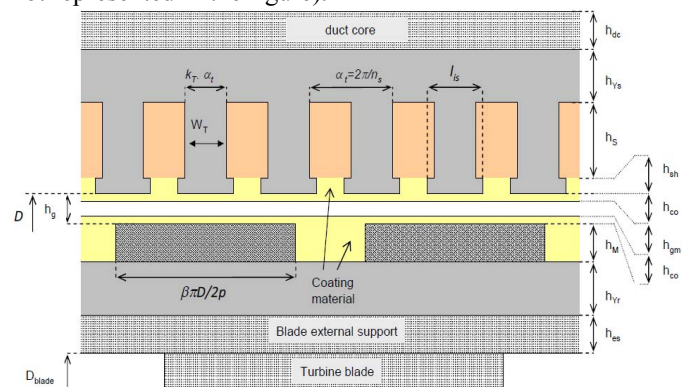 duct core
h_dc
k_T. α_t
α_t=2π/n_s
l_is
h_Ys
W_T
h_S
h_sh
D
h_g
h_co
h_gm
h_M
h_co
Coating
material
βπD/2p
h_Yr
Blade external support
h_es
D_blade
Turbine blade